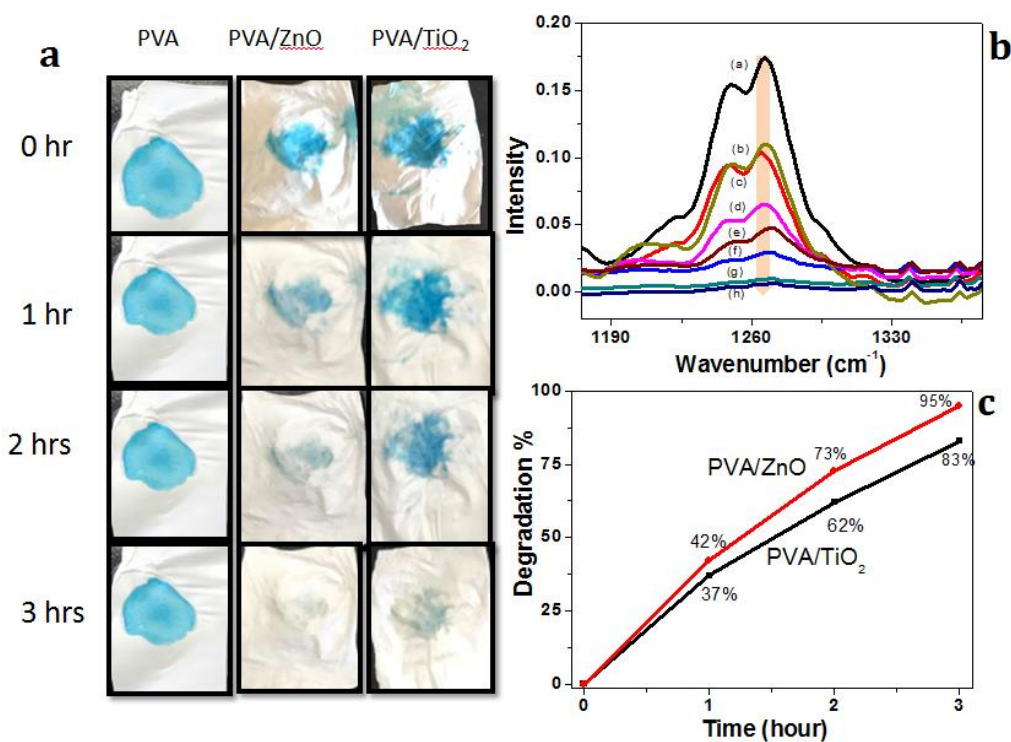 a
PVA PVA/ZnO PVA/TiO₂
0 hr
1 hr
2 hrs
3 hrs
b
0.20
0.15
0.10
0.05
0.00
Intensity
(a)
(b)
(c)
(d)
(e)
(f)
(g)
(h)
1190 1260 1330
Wavenumber (cm⁻¹)
c
100
75
50
25
0
Degradation %
95%
83%
73%
PVA/ZnO
62%
42%
PVA/TiO₂
37%
0 1 2 3
Time (hour)